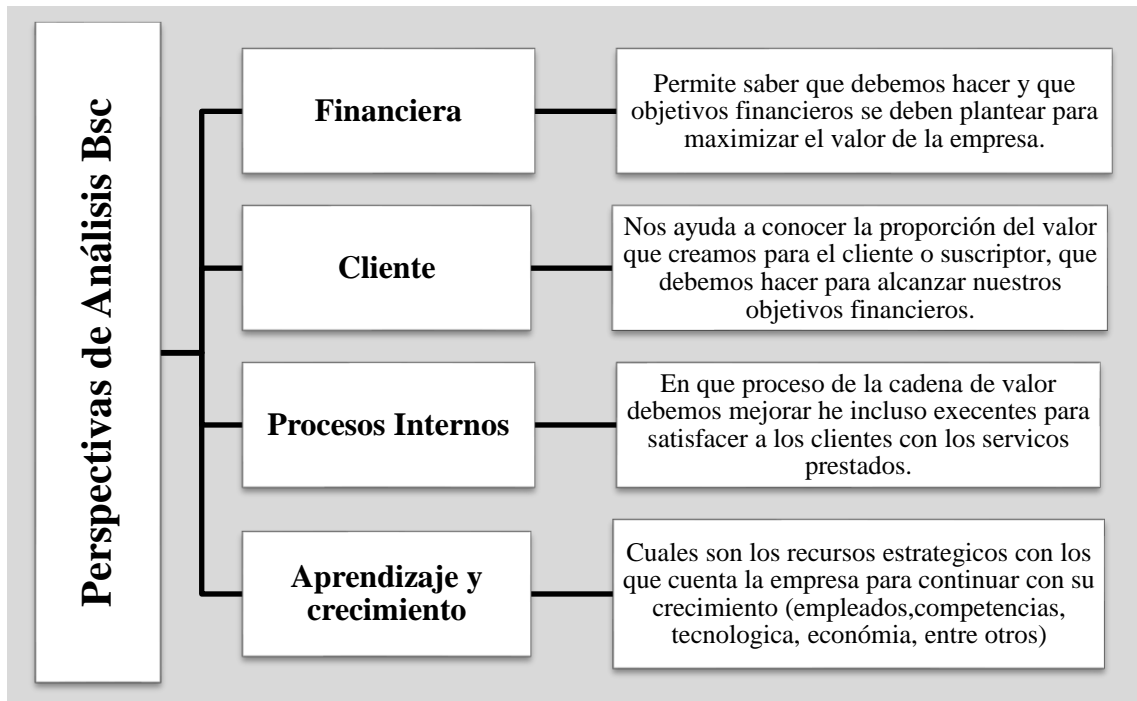 Perspectivas de Análisis Bsc
Financiera
Permite saber que debemos hacer y que
objetivos financieros se deben plantear para
maximizar el valor de la empresa.
Cliente
Nos ayuda a conocer la proporción del valor
que creamos para el cliente o suscriptor, que
debemos hacer para alcanzar nuestros
objetivos financieros.
Procesos Internos
En que proceso de la cadena de valor
debemos mejorar he incluso execentes para
satisfacer a los clientes con los servicos
prestados.
Aprendizaje y
crecimiento
Cuales son los recursos estrategicos con los
que cuenta la empresa para continuar con su
crecimiento (empleados,competencias,
tecnologica, económia, entre otros)